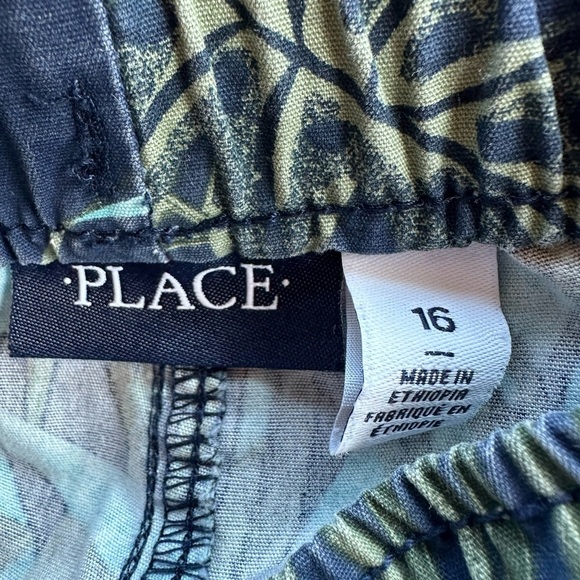 ·PLACE·
16
MADE IN
ETHIOPIA
FABRIQUÉ EN
ÉTHIOPIE